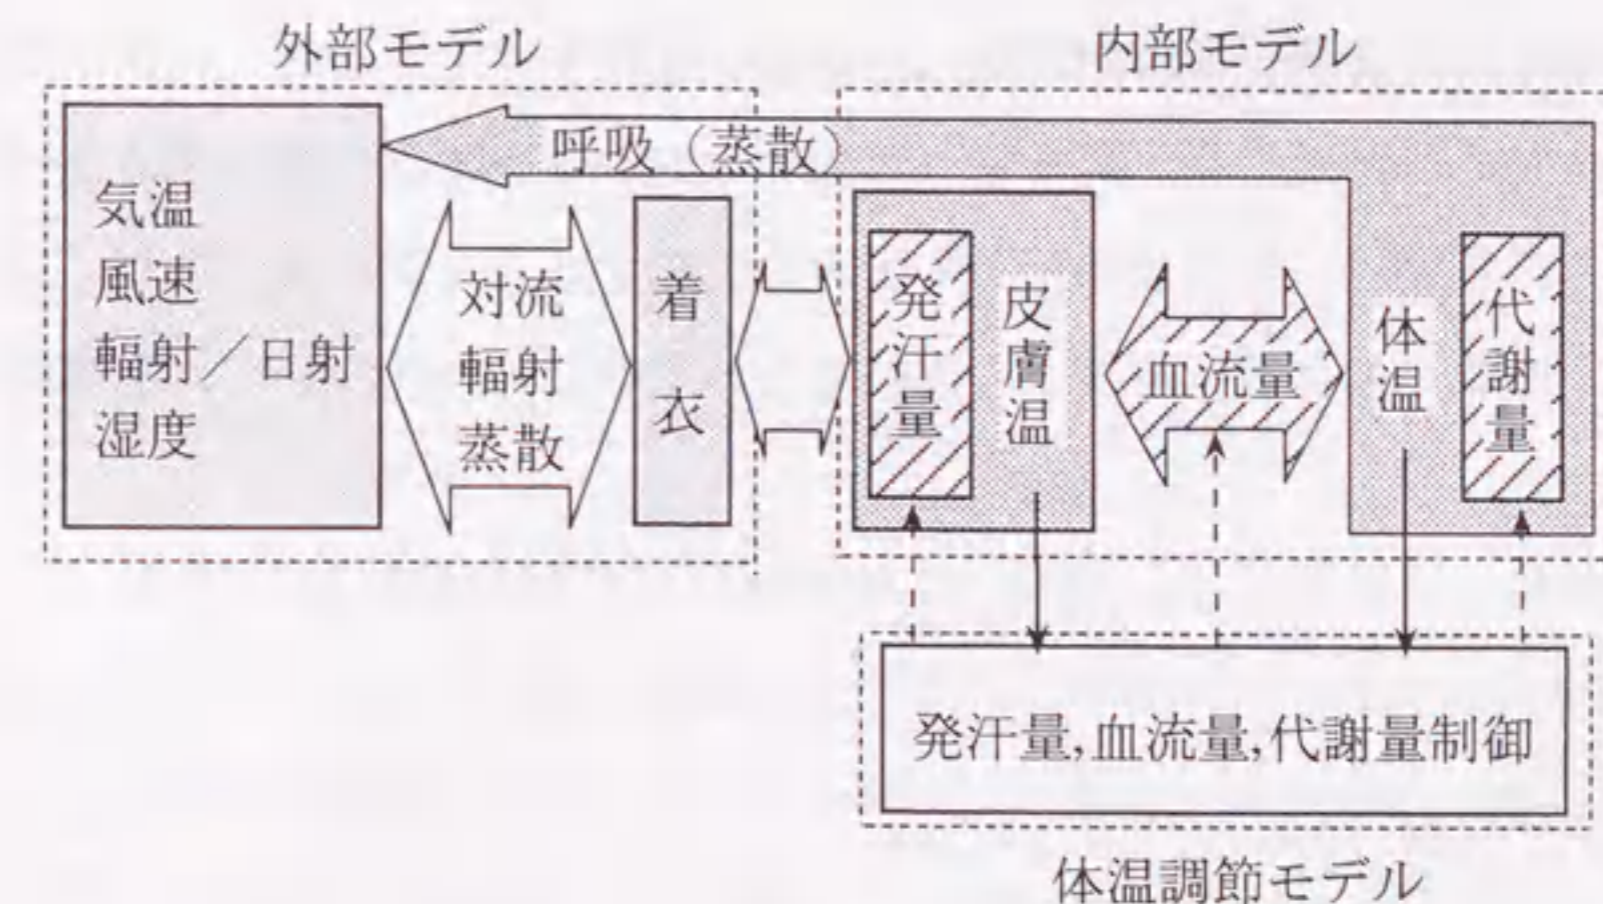 外部モデル
内部モデル
呼吸（蒸散）
気温
風速
輻射／日射
湿度
対流
輻射
蒸散
着衣
発汗量
皮膚温
血流量
体温
代謝量
発汗量,血流量,代謝量制御
体温調節モデル